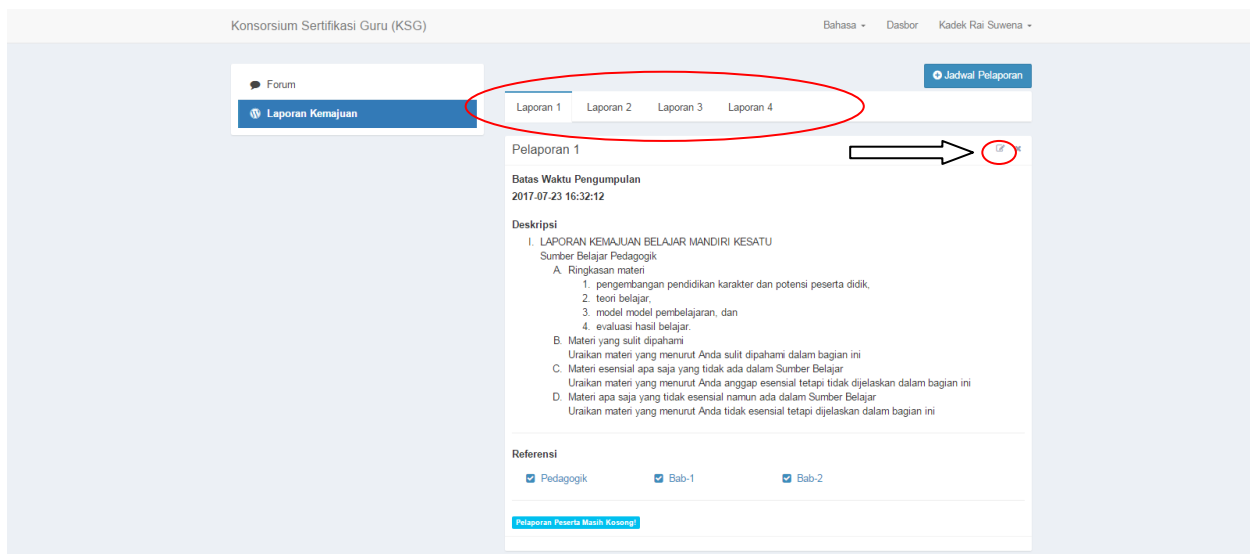 Konsorsium Sertifikasi Guru (KSG)
Bahasa Dasbor Kadek Rai Suwena
Forum
Laporan Kemajuan
Jadwal Pelaporan
Laporan 1 Laporan 2 Laporan 3 Laporan 4
Pelaporan 1
Batas Waktu Pengumpulan
2017-07-23 16:32:12
Deskripsi
I. LAPORAN KEMAJUAN BELAJAR MANDIRI KESATU
Sumber Belajar Pedagogik
A. Ringkasan materi
1. pengembangan pendidikan karakter dan potensi peserta didik,
2. teori belajar,
3. model model pembelajaran, dan
4. evaluasi hasil belajar.
B. Materi yang sulit dipahami
Uraikan materi yang menurut Anda sulit dipahami dalam bagian ini
C. Materi esensial apa saja yang tidak ada dalam Sumber Belajar
Uraikan materi yang menurut Anda anggap esensial tetapi tidak dijelaskan dalam bagian ini
D. Materi apa saja yang tidak esensial namun ada dalam Sumber Belajar
Uraikan materi yang menurut Anda tidak esensial tetapi dijelaskan dalam bagian ini
Referensi
Pedagogik Bab-1 Bab-2
Pelaporan Peserta Masih Kosong!